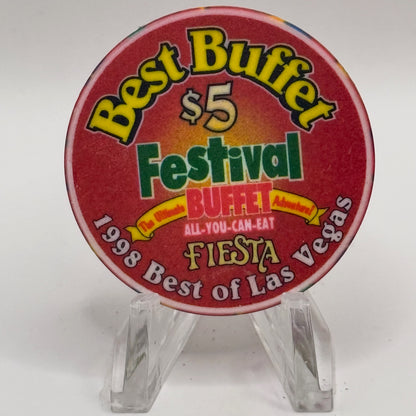 Best Buffet
$5
Festival
The Ultimate BUFFET Adventure!
ALL-YOU-CAN-EAT
FIESTA
1998 Best of Las Vegas